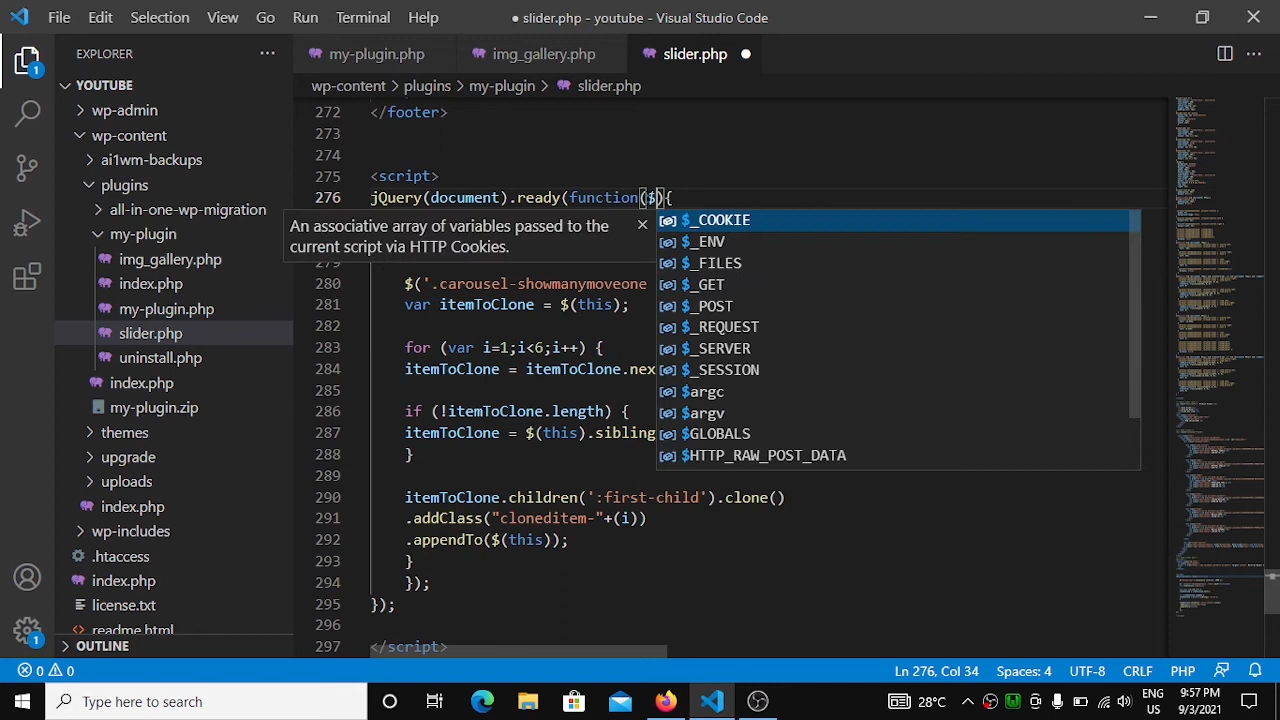 File Edit Selection View Go Run Terminal Help
● slider.php - youtube - Visual Studio Code
EXPLORER
my-plugin.php
img_gallery.php
slider.php
YOUTUBE
wp-content > plugins > my-plugin > slider.php
wp-admin
wp-content
ai1wm-backups
plugins
all-in-one-wp-migration
my-plugin
img_gallery.php
index.php
my-plugin.php
slider.php
uninstall.php
index.php
my-plugin.zip
themes
upgrade
uploads
index.php
wp-includes
.htaccess
index.php
license.txt
readme.html
OUTLINE
272 </footer>
273
274
275 <script>
276 jQuery(document).ready(function($){
An associative array of variables passed to the
current script via HTTP Cookies.
$_COOKIE
$_ENV
$_FILES
$_GET
$_POST
$_REQUEST
$_SERVER
$_SESSION
$argc
$argv
$GLOBALS
$HTTP_RAW_POST_DATA
279
280 $('.carousel-showmanymoveone
281 var itemToClone = $(this);
282
283 for (var i=1;i<6;i++) {
284 itemToClone = itemToClone.nex
285
286 if (!itemToClone.length) {
287 itemToClone = $(this).sibling
288 }
289
290 itemToClone.children(':first-child').clone()
291 .addClass("cloneditem-"+(i))
292 .appendTo($(this));
293 }
294 });
295 });
296
297 </script>
0 0
Ln 276, Col 34 Spaces: 4 UTF-8 CRLF PHP
1
1
Type here to search
28°C
ENG
US
9:57 PM
9/3/2021